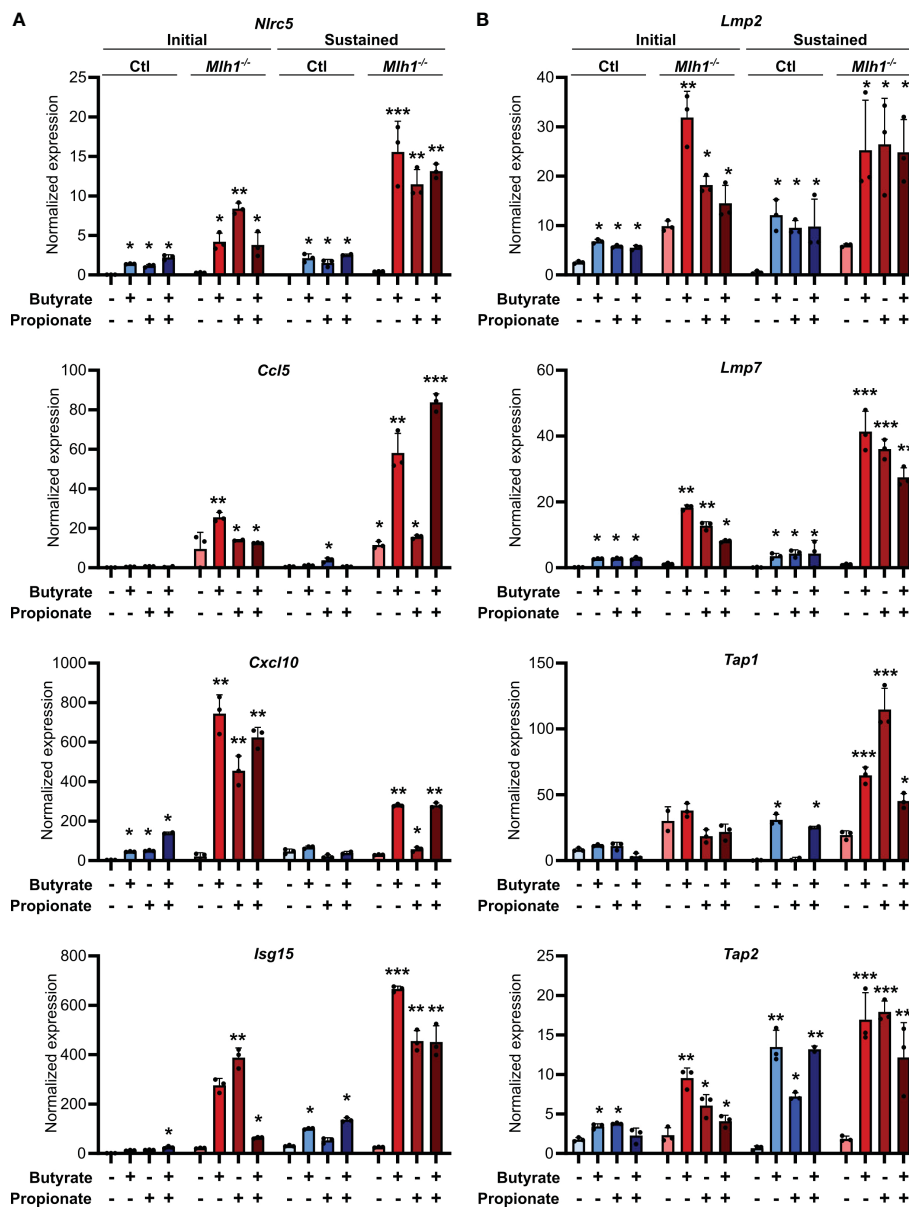 A
Nlrc5
Initial Sustained
Ctl Mlh1-/- Ctl Mlh1-/-
Normalized expression
25
20
15
10
5
0
* * * * ** * * * * *** ** **
Butyrate - + - + - + - + - + - + - + - +
Propionate - - + + - - + + - - + + - - + +
Ccl5
Normalized expression
100
80
60
40
20
0
** * * * * ** * ***
Butyrate - + - + - + - + - + - + - + - +
Propionate - - + + - - + + - - + + - - + +
Cxcl10
Normalized expression
1000
800
600
400
200
0
* * * ** ** ** ** * **
Butyrate - + - + - + - + - + - + - + - +
Propionate - - + + - - + + - - + + - - + +
Isg15
Normalized expression
800
600
400
200
0
* ** * * * *** ** **
Butyrate - + - + - + - + - + - + - + - +
Propionate - - + + - - + + - - + + - - + +
B
Lmp2
Initial Sustained
Ctl Mlh1-/- Ctl Mlh1-/-
Normalized expression
40
30
20
10
0
* * * ** * * * * * * * *
Butyrate - + - + - + - + - + - + - + - +
Propionate - - + + - - + + - - + + - - + +
Lmp7
Normalized expression
60
40
20
0
* * * ** ** * * * * *** *** **
Butyrate - + - + - + - + - + - + - + - +
Propionate - - + + - - + + - - + + - - + +
Tap1
Normalized expression
150
100
50
0
* * *** *** *
Butyrate - + - + - + - + - + - + - + - +
Propionate - - + + - - + + - - + + - - + +
Tap2
Normalized expression
25
20
15
10
5
0
* * ** * * ** * ** *** *** **
Butyrate - + - + - + - + - + - + - + - +
Propionate - - + + - - + + - - + + - - + +